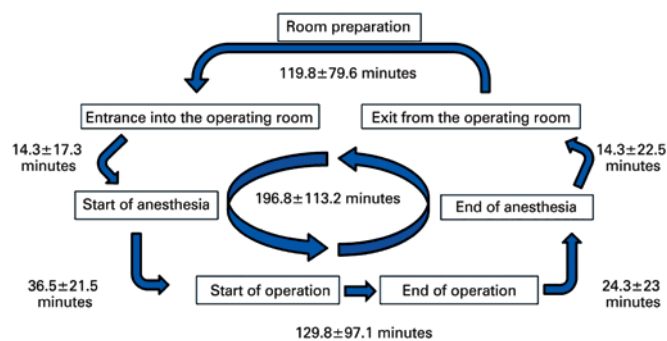 Room preparation
119.8±79.6 minutes
Entrance into the operating room
Exit from the operating room
14.3±17.3
minutes
14.3±22.5
minutes
Start of anesthesia
196.8±113.2 minutes
End of anesthesia
36.5±21.5
minutes
Start of operation
End of operation
24.3±23
minutes
129.8±97.1 minutes